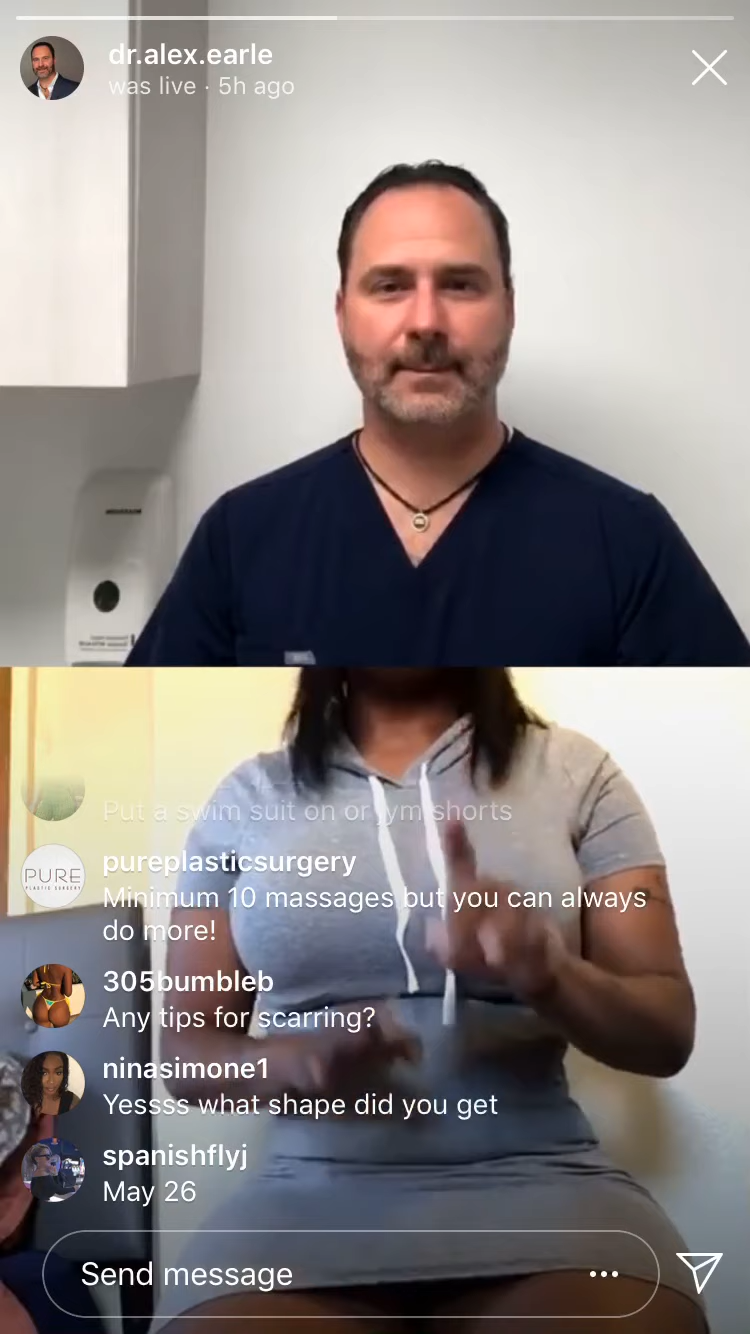 dr.alex.earle
was live · 5h ago
Put a swim suit on or gym shorts
PURE
PLASTIC SURGERY
pureplasticsurgery
Minimum 10 massages but you can always
do more!
305bumbleb
Any tips for scarring?
ninasimone1
Yessss what shape did you get
spanishflyj
May 26
Send message